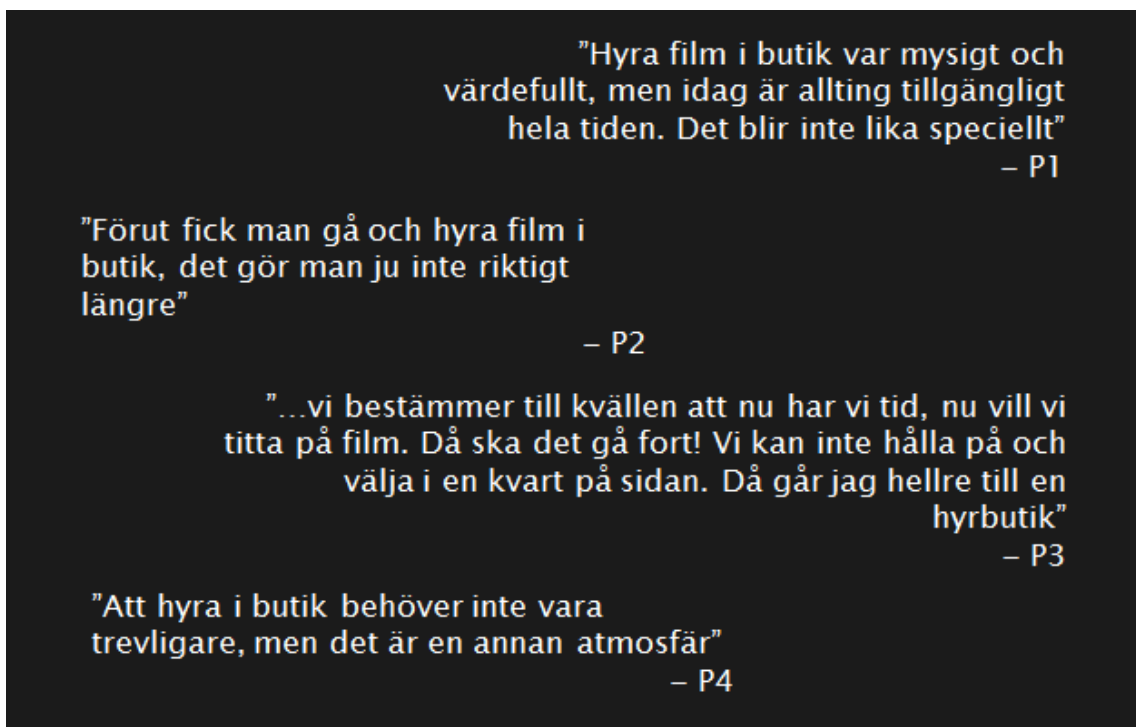 ”Hyra film i butik var mysigt och
värdefullt, men idag är allting tillgängligt
hela tiden. Det blir inte lika speciellt”
– P1
”Förut fick man gå och hyra film i
butik, det gör man ju inte riktigt
längre”
– P2
”…vi bestämmer till kvällen att nu har vi tid, nu vill vi
titta på film. Då ska det gå fort! Vi kan inte hålla på och
välja i en kvart på sidan. Då går jag hellre till en
hyrbutik”
– P3
”Att hyra i butik behöver inte vara
trevligare, men det är en annan atmosfär”
– P4